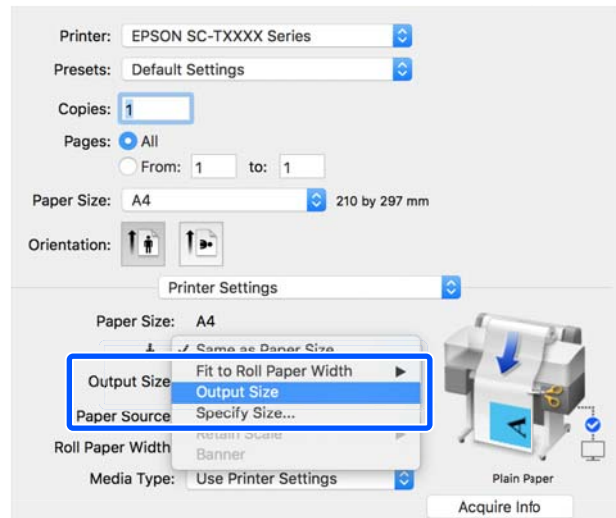 Printer: EPSON SC-TXXXX Series
Presets: Default Settings
Copies: 1
Pages: All
From: 1 to: 1
Paper Size: A4 210 by 297 mm
Orientation:
Printer Settings
Paper Size: A4
✓ Same as Paper Size
Fit to Roll Paper Width
Output Size Output Size
Paper Source Specify Size...
Retain Scale
Roll Paper Width Banner
Media Type: Use Printer Settings
Plain Paper
Acquire Info